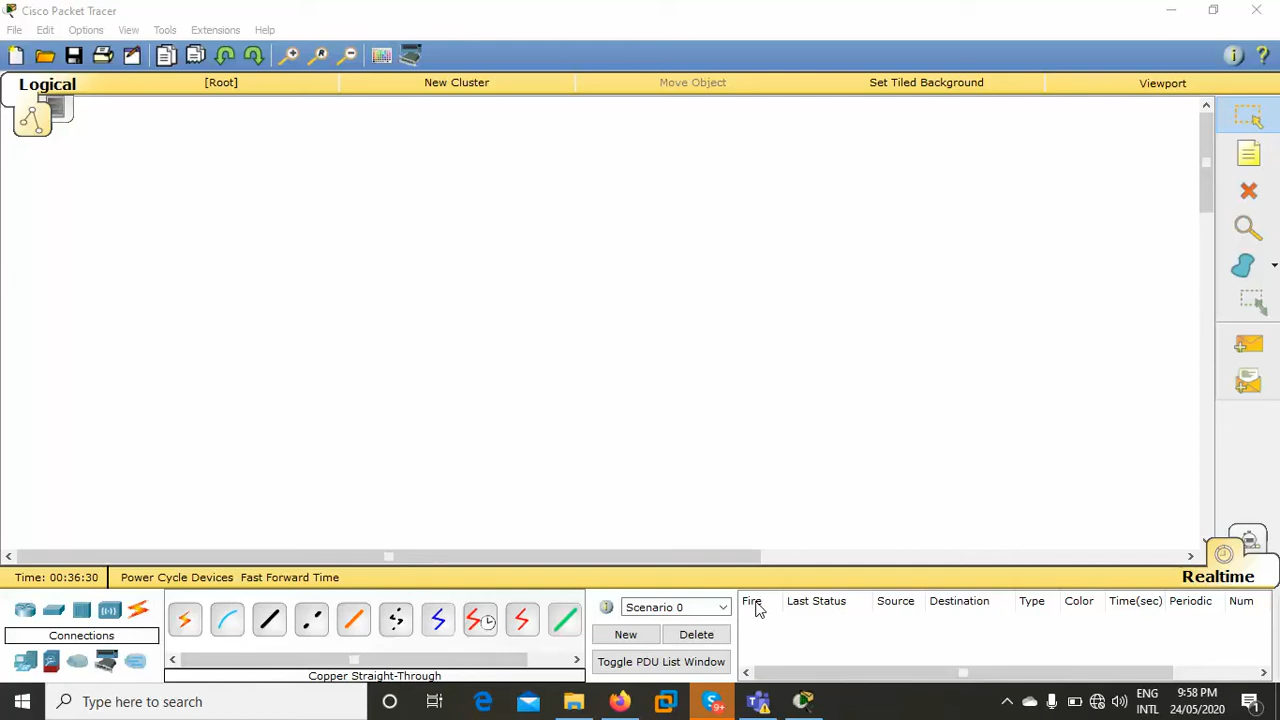 Cisco Packet Tracer
File Edit Options View Tools Extensions Help
Logical [Root] New Cluster Move Object Set Tiled Background Viewport
Time: 00:36:30 Power Cycle Devices Fast Forward Time
Realtime
Scenario 0 Fire Last Status Source Destination Type Color Time(sec) Periodic Num
Connections New Delete
Toggle PDU List Window
Copper Straight-Through
Type here to search 9+ ENG INTL 9:58 PM 24/05/2020 1